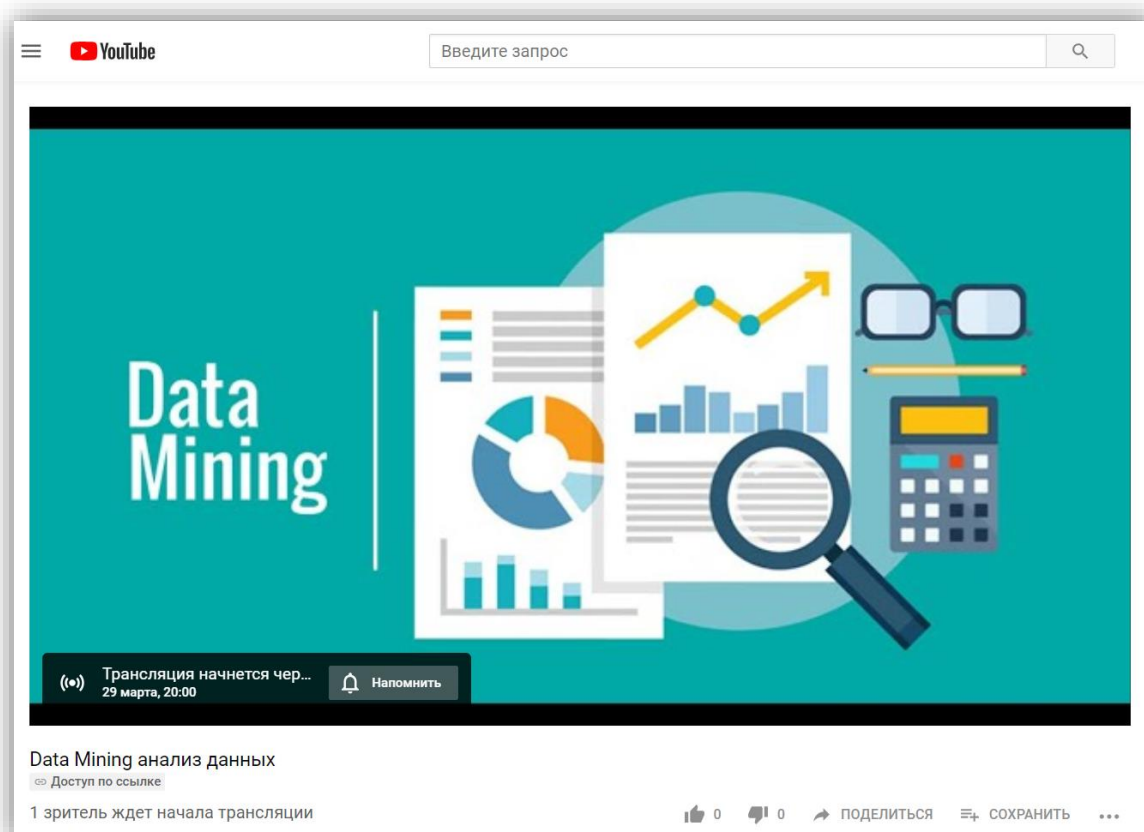 YouTube
Введите запрос
Data
Mining
Трансляция начнется чер...
29 марта, 20:00
Напомнить
Data Mining анализ данных
Доступ по ссылке
1 зритель ждет начала трансляции
0
0
ПОДЕЛИТЬСЯ
СОХРАНИТЬ